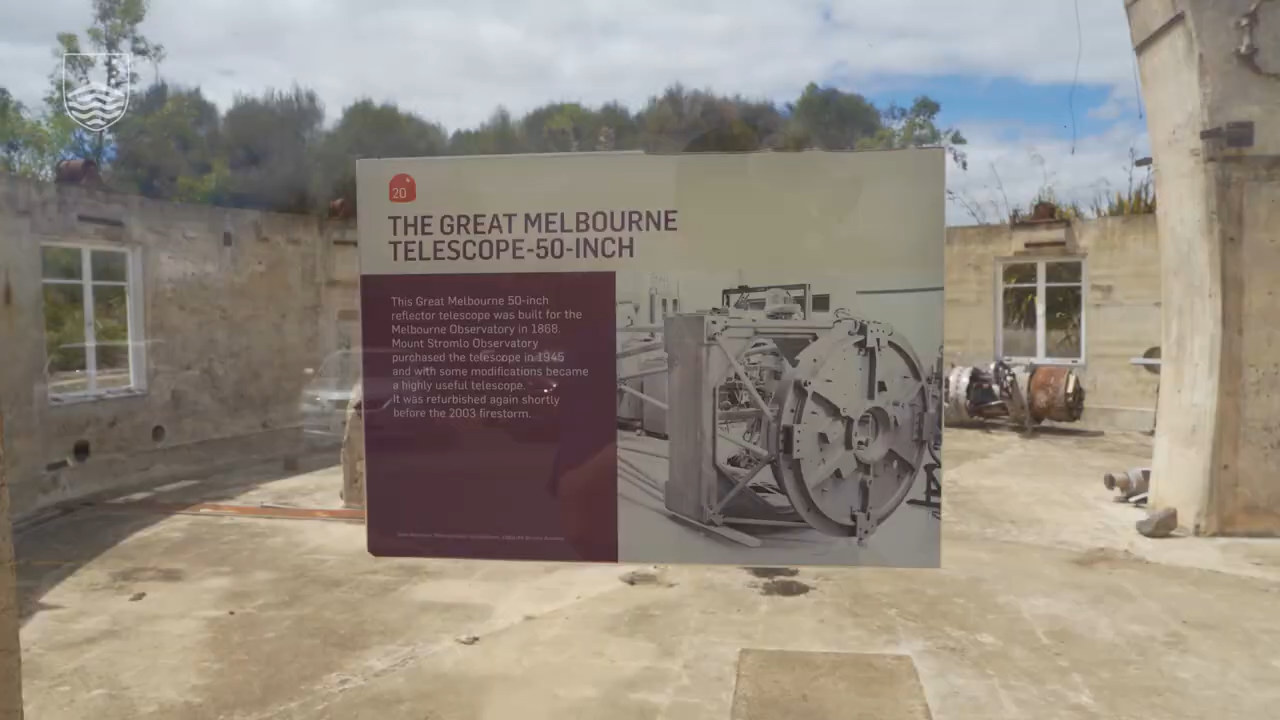 20
THE GREAT MELBOURNE
TELESCOPE-50-INCH
This Great Melbourne 50-inch
reflector telescope was built for the
Melbourne Observatory in 1868.
Mount Stromlo Observatory
purchased the telescope in 1945
and with some modifications became
a highly useful telescope.
It was refurbished again shortly
before the 2003 firestorm.